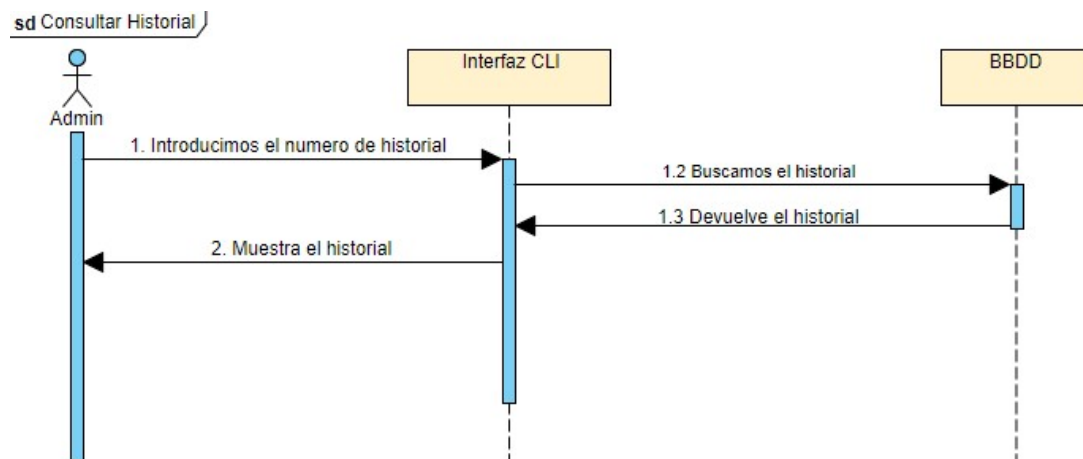 sd Consultar Historial
Interfaz CLI
BBDD
Admin
1. Introducimos el numero de historial
1.2 Buscamos el historial
1.3 Devuelve el historial
2. Muestra el historial